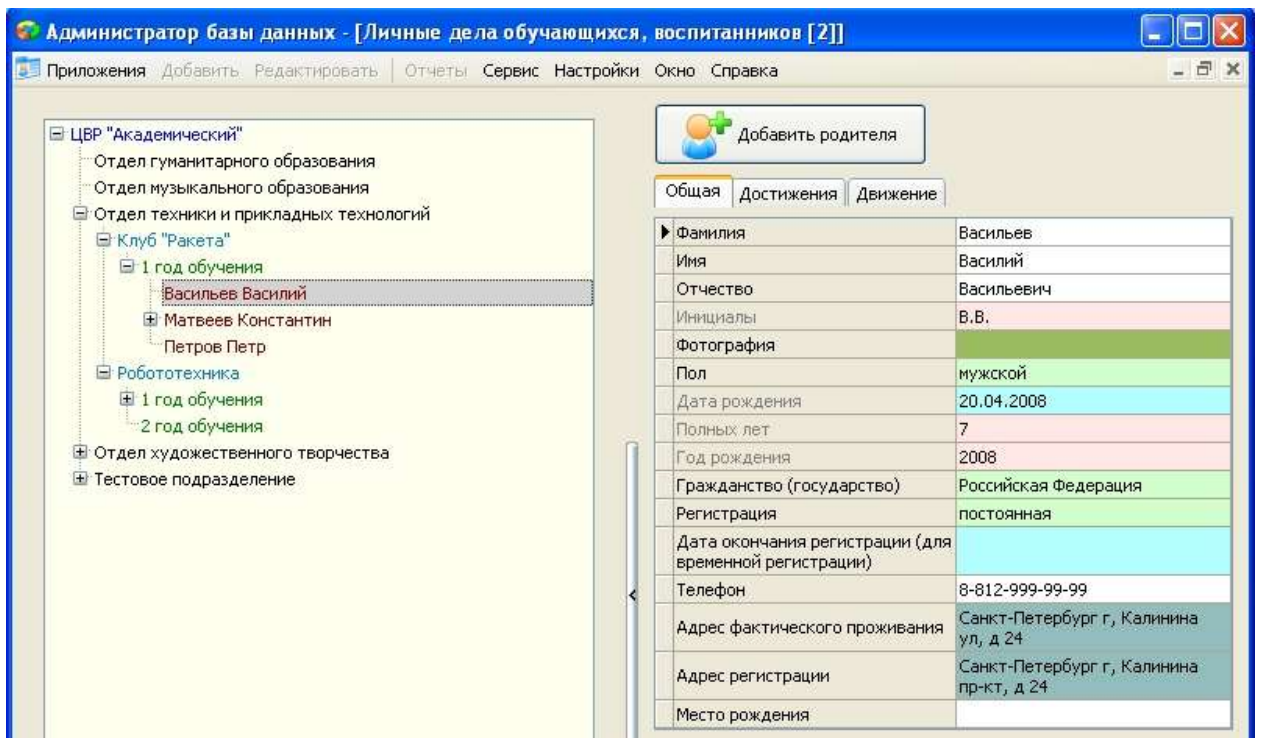 Администратор базы данных - [Личные дела обучающихся, воспитанников [2]]
Приложения Добавить Редактировать Отчеты Сервис Настройки Окно Справка
ЦВР "Академический"
Отдел гуманитарного образования
Отдел музыкального образования
Отдел техники и прикладных технологий
Клуб "Ракета"
1 год обучения
Васильев Василий
Матвеев Константин
Петров Петр
Робототехника
1 год обучения
2 год обучения
Отдел художественного творчества
Тестовое подразделение
Добавить родителя
Общая Достижения Движение
Фамилия Васильев
Имя Василий
Отчество Васильевич
Инициалы В.В.
Фотография
Пол мужской
Дата рождения 20.04.2008
Полных лет 7
Год рождения 2008
Гражданство (государство) Российская Федерация
Регистрация постоянная
Дата окончания регистрации (для
временной регистрации)
Телефон 8-812-999-99-99
Адрес фактического проживания Санкт-Петербург г, Калинина
ул, д 24
Адрес регистрации Санкт-Петербург г, Калинина
пр-кт, д 24
Место рождения